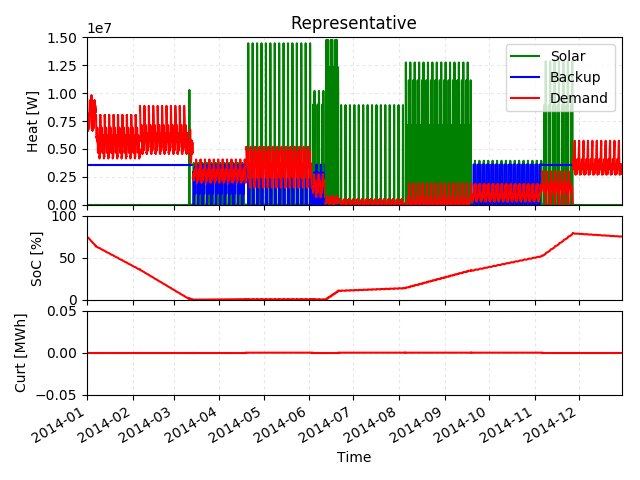 Representative
1e7
1.50
1.25
1.00
0.75
0.50
0.25
0.00
Heat [W]
Solar
Backup
Demand
100
50
0
SoC [%]
0.05
0.00
−0.05
Curt [MWh]
2014-01
2014-02
2014-03
2014-04
2014-05
2014-06
2014-07
2014-08
2014-09
2014-10
2014-11
2014-12
Time